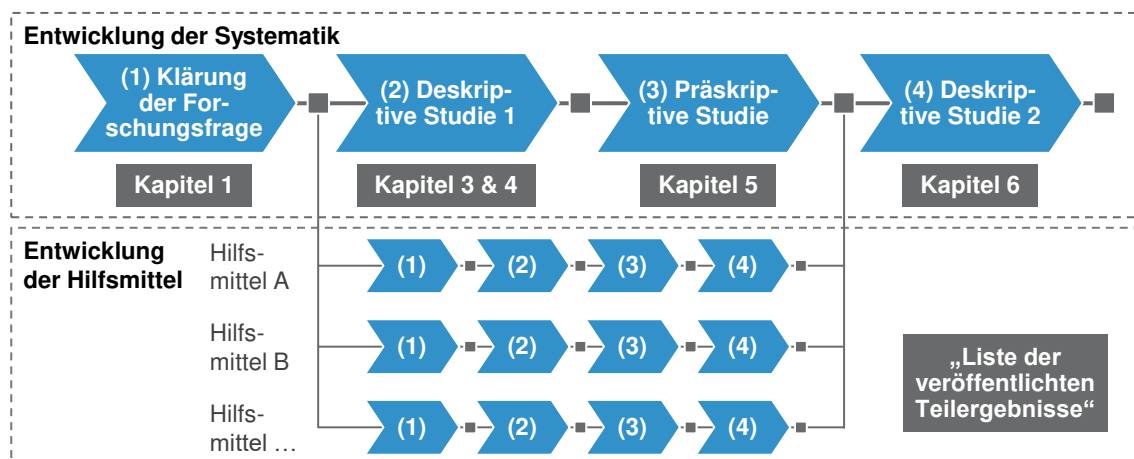 Entwicklung der Systematik
(1) Klärung
der For-
schungsfrage
(2) Deskrip-
tive Studie 1
(3) Präskrip-
tive Studie
(4) Deskrip-
tive Studie 2
Kapitel 1
Kapitel 3 & 4
Kapitel 5
Kapitel 6
Entwicklung
der Hilfsmittel
Hilfs-
mittel A
(1)
(2)
(3)
(4)
Hilfs-
mittel B
(1)
(2)
(3)
(4)
Hilfs-
mittel …
(1)
(2)
(3)
(4)
„Liste der
veröffentlichten
Teilergebnisse“